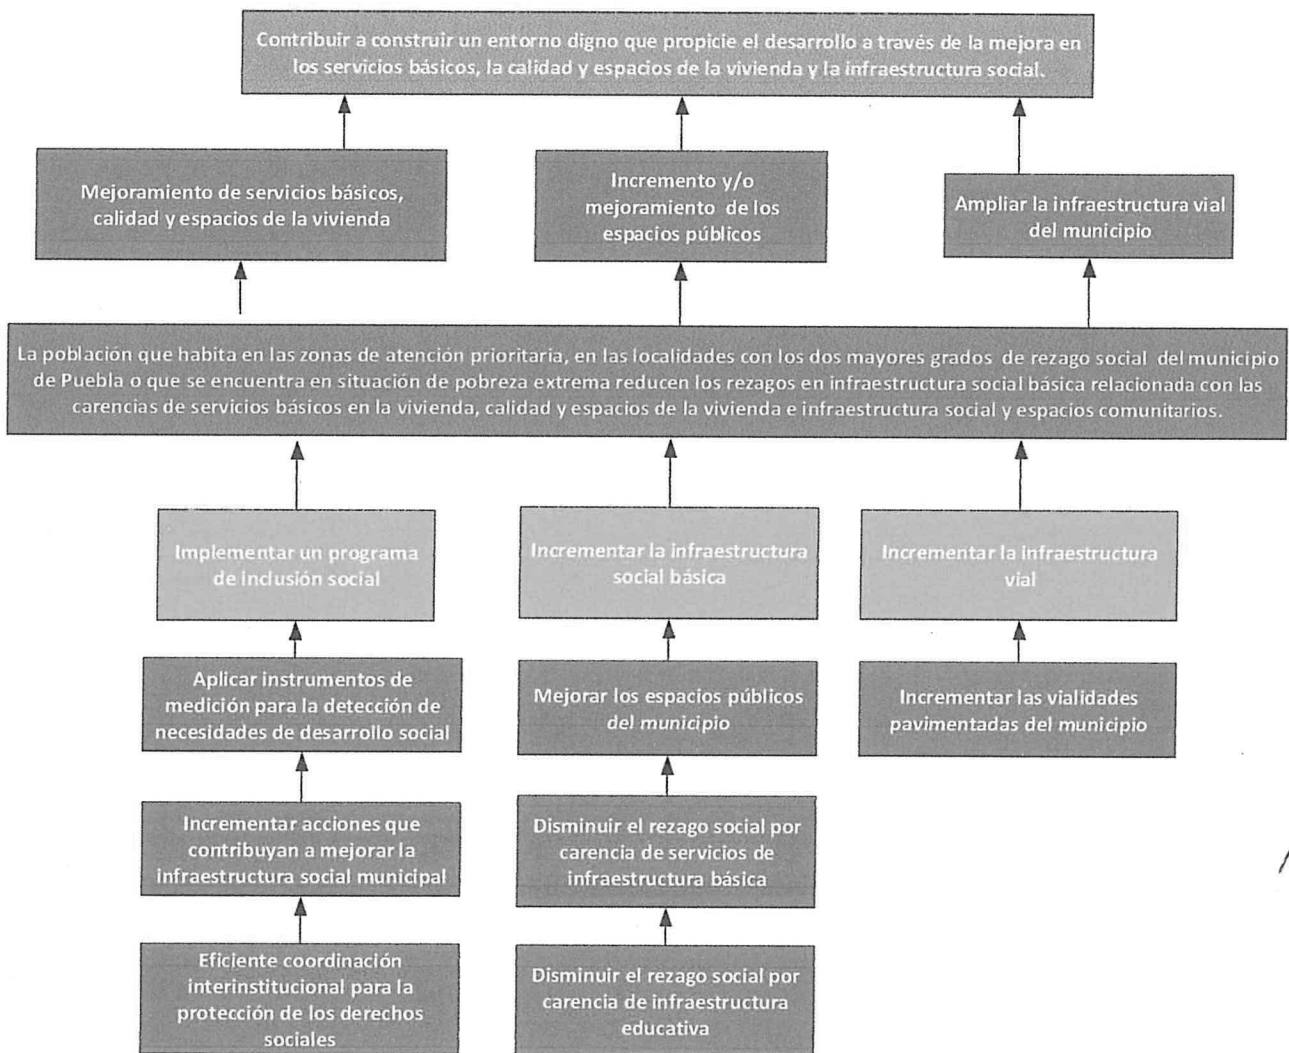 Contribuir a construir un entorno digno que propicie el desarrollo a través de la mejora en
los servicios básicos, la calidad y espacios de la vivienda y la infraestructura social.
Mejoramiento de servicios básicos,
calidad y espacios de la vivienda
Incremento y/o
mejoramiento de los
espacios públicos
Ampliar la infraestructura vial
del municipio
La población que habita en las zonas de atención prioritaria, en las localidades con los dos mayores grados de rezago social del municipio
de Puebla o que se encuentra en situación de pobreza extrema reducen los rezagos en infraestructura social básica relacionada con las
carencias de servicios básicos en la vivienda, calidad y espacios de la vivienda e infraestructura social y espacios comunitarios.
Implementar un programa
de inclusión social
Incrementar la infraestructura
social básica
Incrementar la infraestructura
vial
Aplicar instrumentos de
medición para la detección de
necesidades de desarrollo social
Mejorar los espacios públicos
del municipio
Incrementar las vialidades
pavimentadas del municipio
Incrementar acciones que
contribuyan a mejorar la
infraestructura social municipal
Disminuir el rezago social por
carencia de servicios de
infraestructura básica
Eficiente coordinación
interinstitucional para la
protección de los derechos
sociales
Disminuir el rezago social por
carencia de infraestructura
educativa